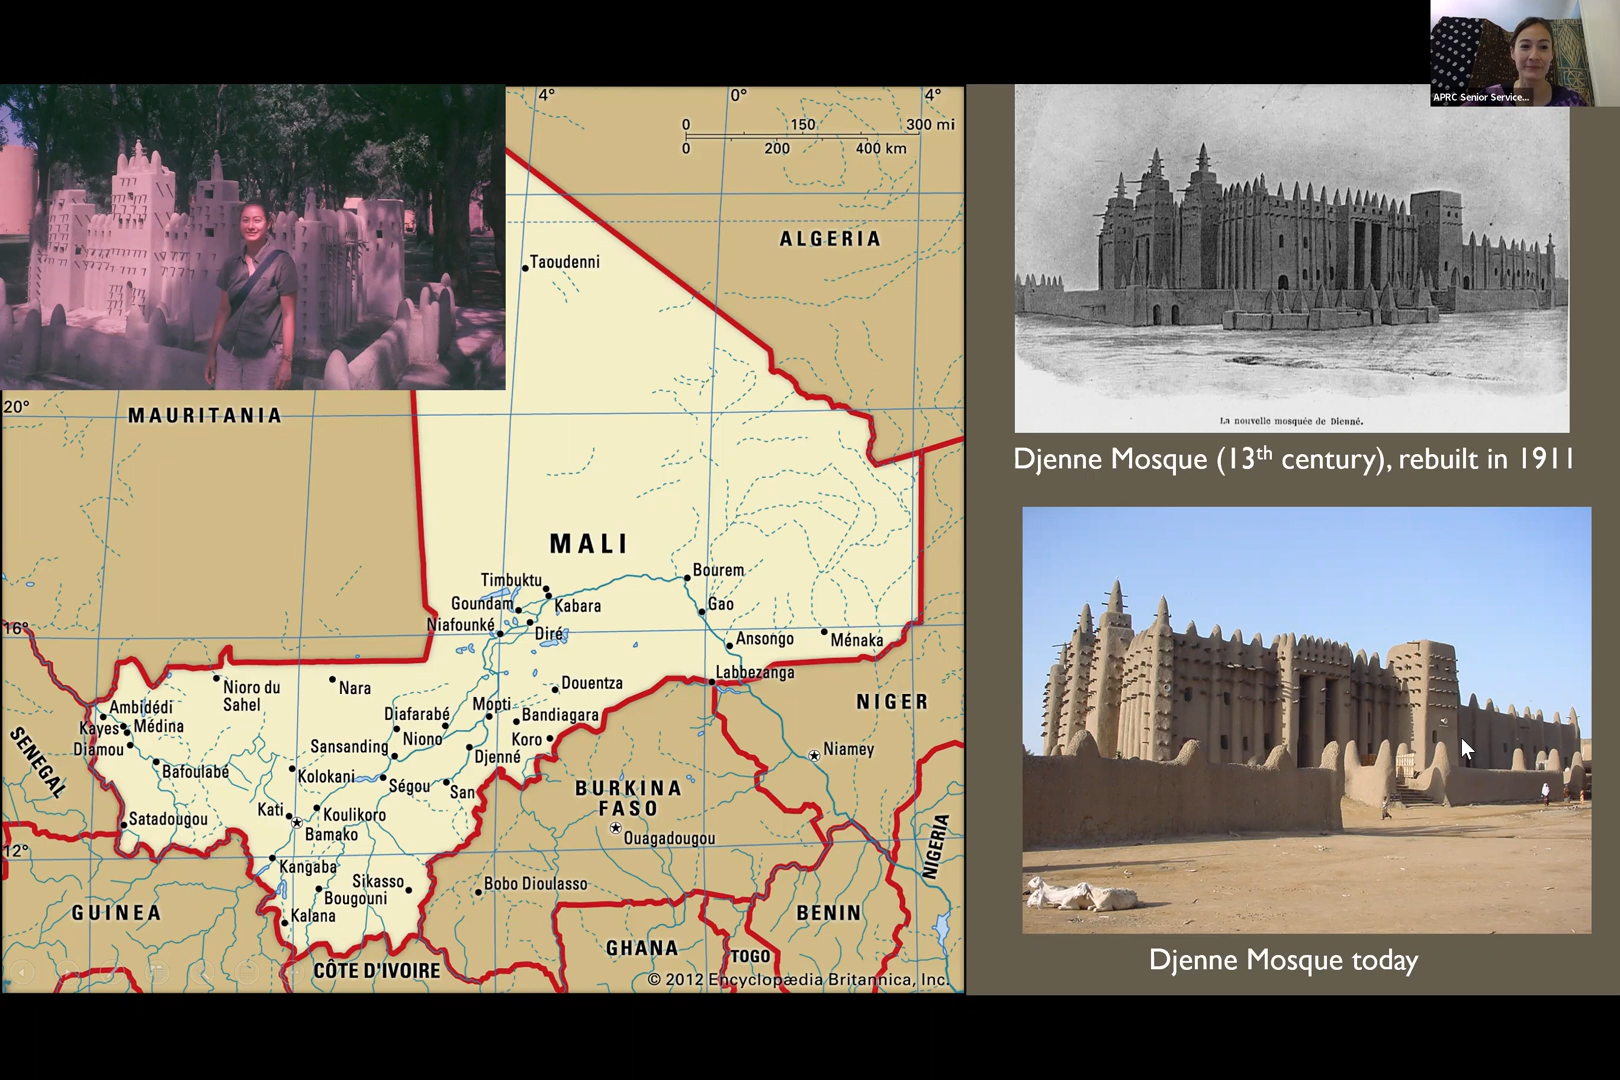 APRC Senior Service...
4°
0°
4°
0 150 300 mi
0 200 400 km
ALGERIA
Taoudenni
20°
MAURITANIA
MALI
Timbuktu
Bourem
Goundam
Kabara
Gao
Niafounké
Diré
16°
Ansongo
Ménaka
Labbezanga
Nioro du
Sahel
Nara
Douentza
NIGER
Ambidédi
Mopti
Kayes
Médina
Diafarabé
Bandiagara
Niono
Koro
Diamou
Sansanding
Niamey
SENEGAL
Djenné
Bafoulabé
Kolokani
Ségou
San
BURKINA
FASO
Kati
Koulikoro
Satadougou
Bamako
Ouagadougou
12°
NIGERIA
Kangaba
Sikasso
Bobo Dioulasso
Bougouni
GUINEA
Kalana
BENIN
GHANA
TOGO
CÔTE D'IVOIRE
© 2012 Encyclopædia Britannica, Inc.
La nouvelle mosquée de Dienné.
Djenne Mosque (13th century), rebuilt in 1911
Djenne Mosque today